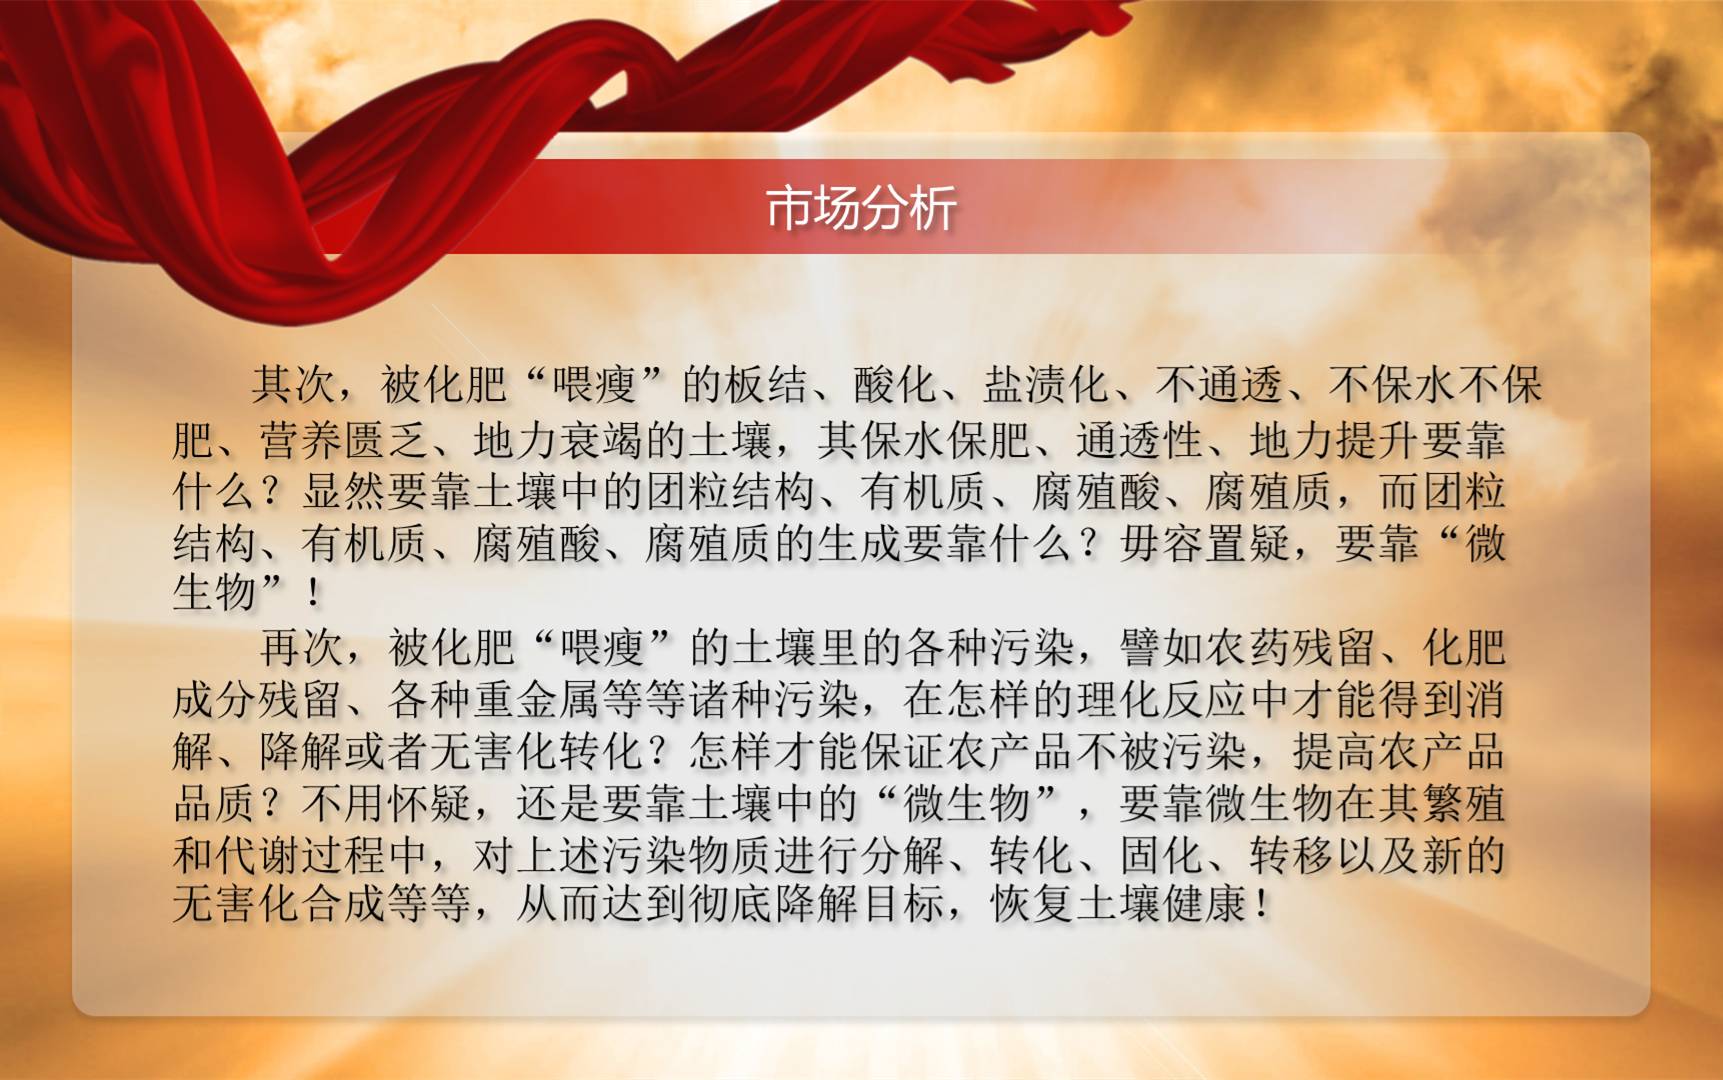 市场分析
其次，被化肥“喂瘦”的板结、酸化、盐渍化、不通透、不保水不保
肥、营养匮乏、地力衰竭的土壤，其保水保肥、通透性、地力提升要靠
什么？显然要靠土壤中的团粒结构、有机质、腐殖酸、腐殖质，而团粒
结构、有机质、腐殖酸、腐殖质的生成要靠什么？毋容置疑，要靠“微
生物”！
再次，被化肥“喂瘦”的土壤里的各种污染，譬如农药残留、化肥
成分残留、各种重金属等等诸种污染，在怎样的理化反应中才能得到消
解、降解或者无害化转化？怎样才能保证农产品不被污染，提高农产品
品质？不用怀疑，还是要靠土壤中的“微生物”，要靠微生物在其繁殖
和代谢过程中，对上述污染物质进行分解、转化、固化、转移以及新的
无害化合成等等，从而达到彻底降解目标，恢复土壤健康！